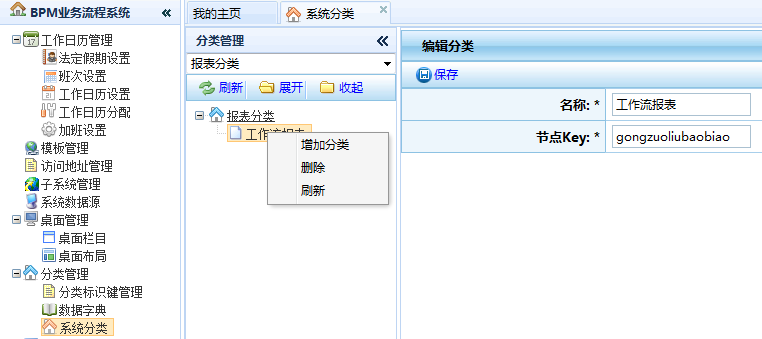 BPM业务流程系统
工作日历管理
法定假期设置
班次设置
工作日历设置
工作日历分配
加班设置
模板管理
访问地址管理
子系统管理
系统数据源
桌面管理
桌面栏目
桌面布局
分类管理
分类标识键管理
数据字典
系统分类
我的主页
系统分类
分类管理
报表分类
刷新 展开 收起
报表分类
工作流报表
增加分类
删除
刷新
编辑分类
保存
名称: * 工作流报表
节点Key: * gongzuoliubaobiao